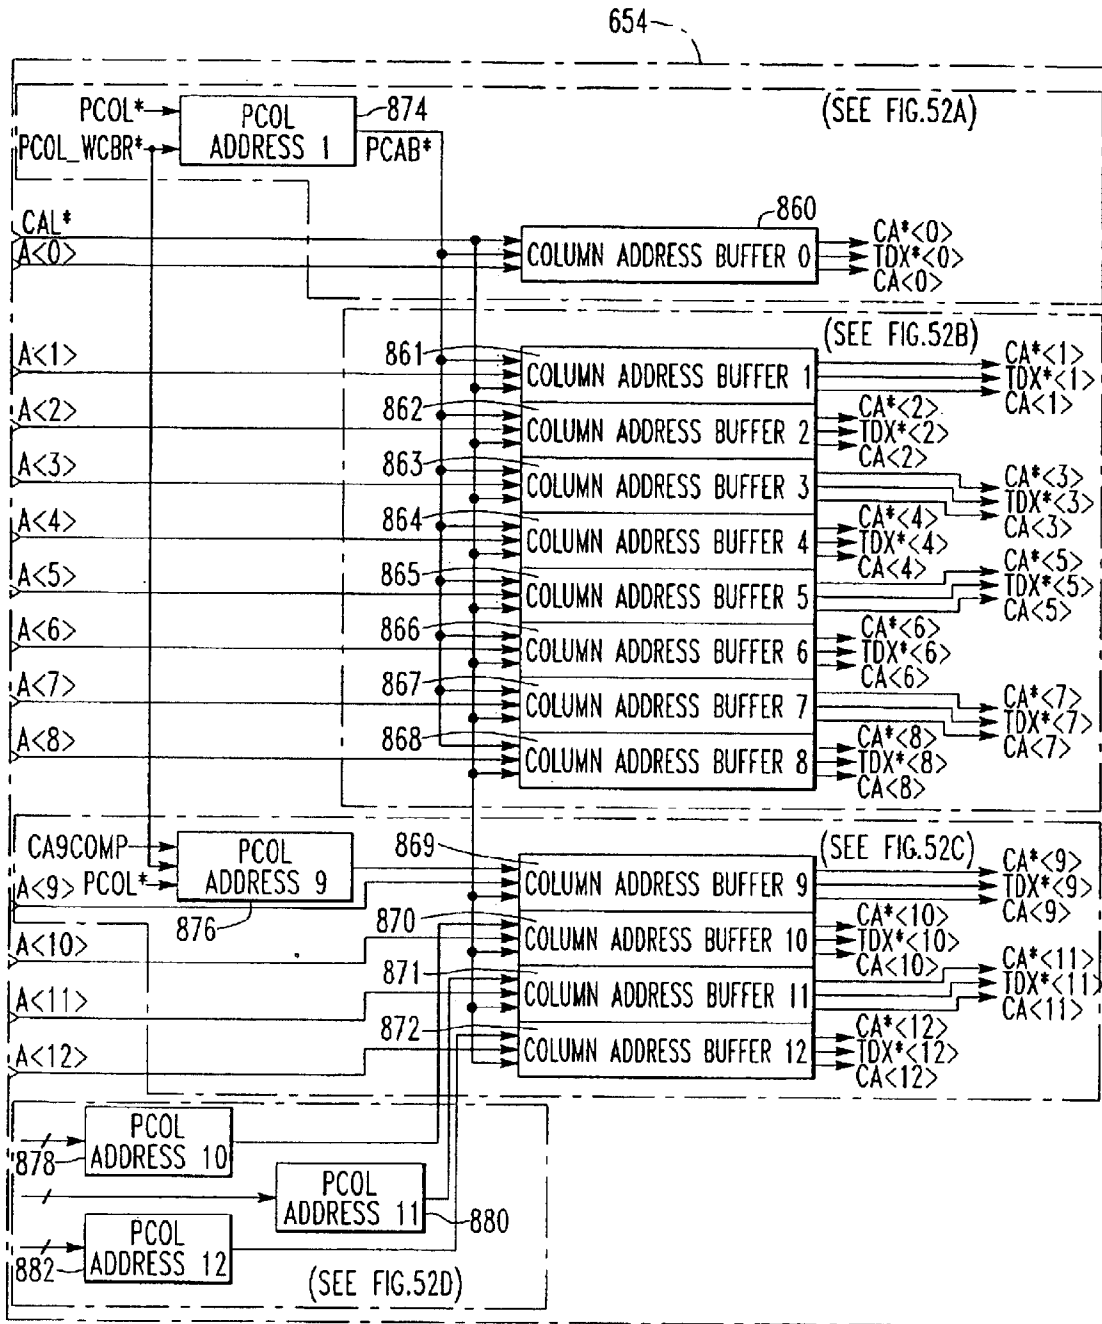 654
(SEE FIG.52A)
PCOL*
PCOL_WCBR*
PCOL
ADDRESS 1
874
PCAB*
CAL*
A<0>
860
COLUMN ADDRESS BUFFER 0
CA*<0>
TDX*<0>
CA<0>
(SEE FIG.52B)
A<1>
861
COLUMN ADDRESS BUFFER 1
CA*<1>
TDX*<1>
CA<1>
A<2>
862
COLUMN ADDRESS BUFFER 2
CA*<2>
TDX*<2>
CA<2>
A<3>
863
COLUMN ADDRESS BUFFER 3
CA*<3>
TDX*<3>
CA<3>
A<4>
864
COLUMN ADDRESS BUFFER 4
CA*<4>
TDX*<4>
CA<4>
A<5>
865
COLUMN ADDRESS BUFFER 5
CA*<5>
TDX*<5>
CA<5>
A<6>
866
COLUMN ADDRESS BUFFER 6
CA*<6>
TDX*<6>
CA<6>
A<7>
867
COLUMN ADDRESS BUFFER 7
CA*<7>
TDX*<7>
CA<7>
A<8>
868
COLUMN ADDRESS BUFFER 8
CA*<8>
TDX*<8>
CA<8>
(SEE FIG.52C)
CA9COMP
PCOL*
PCOL
ADDRESS 9
876
A<9>
869
COLUMN ADDRESS BUFFER 9
CA*<9>
TDX*<9>
CA<9>
A<10>
870
COLUMN ADDRESS BUFFER 10
CA*<10>
TDX*<10>
CA<10>
A<11>
871
COLUMN ADDRESS BUFFER 11
CA*<11>
TDX*<11>
CA<11>
A<12>
872
COLUMN ADDRESS BUFFER 12
CA*<12>
TDX*<12>
CA<12>
878
PCOL
ADDRESS 10
PCOL
ADDRESS 11
880
882
PCOL
ADDRESS 12
(SEE FIG.52D)